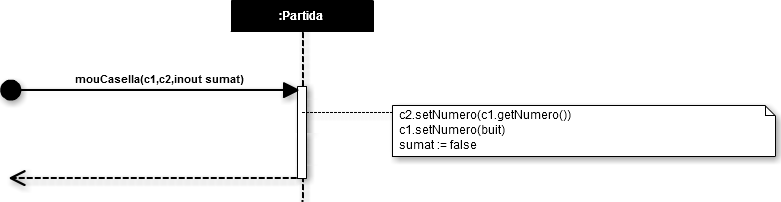 :Partida
mouCasella(c1,c2,inout sumat)
c2.setNumero(c1.getNumero())
c1.setNumero(buit)
sumat := false